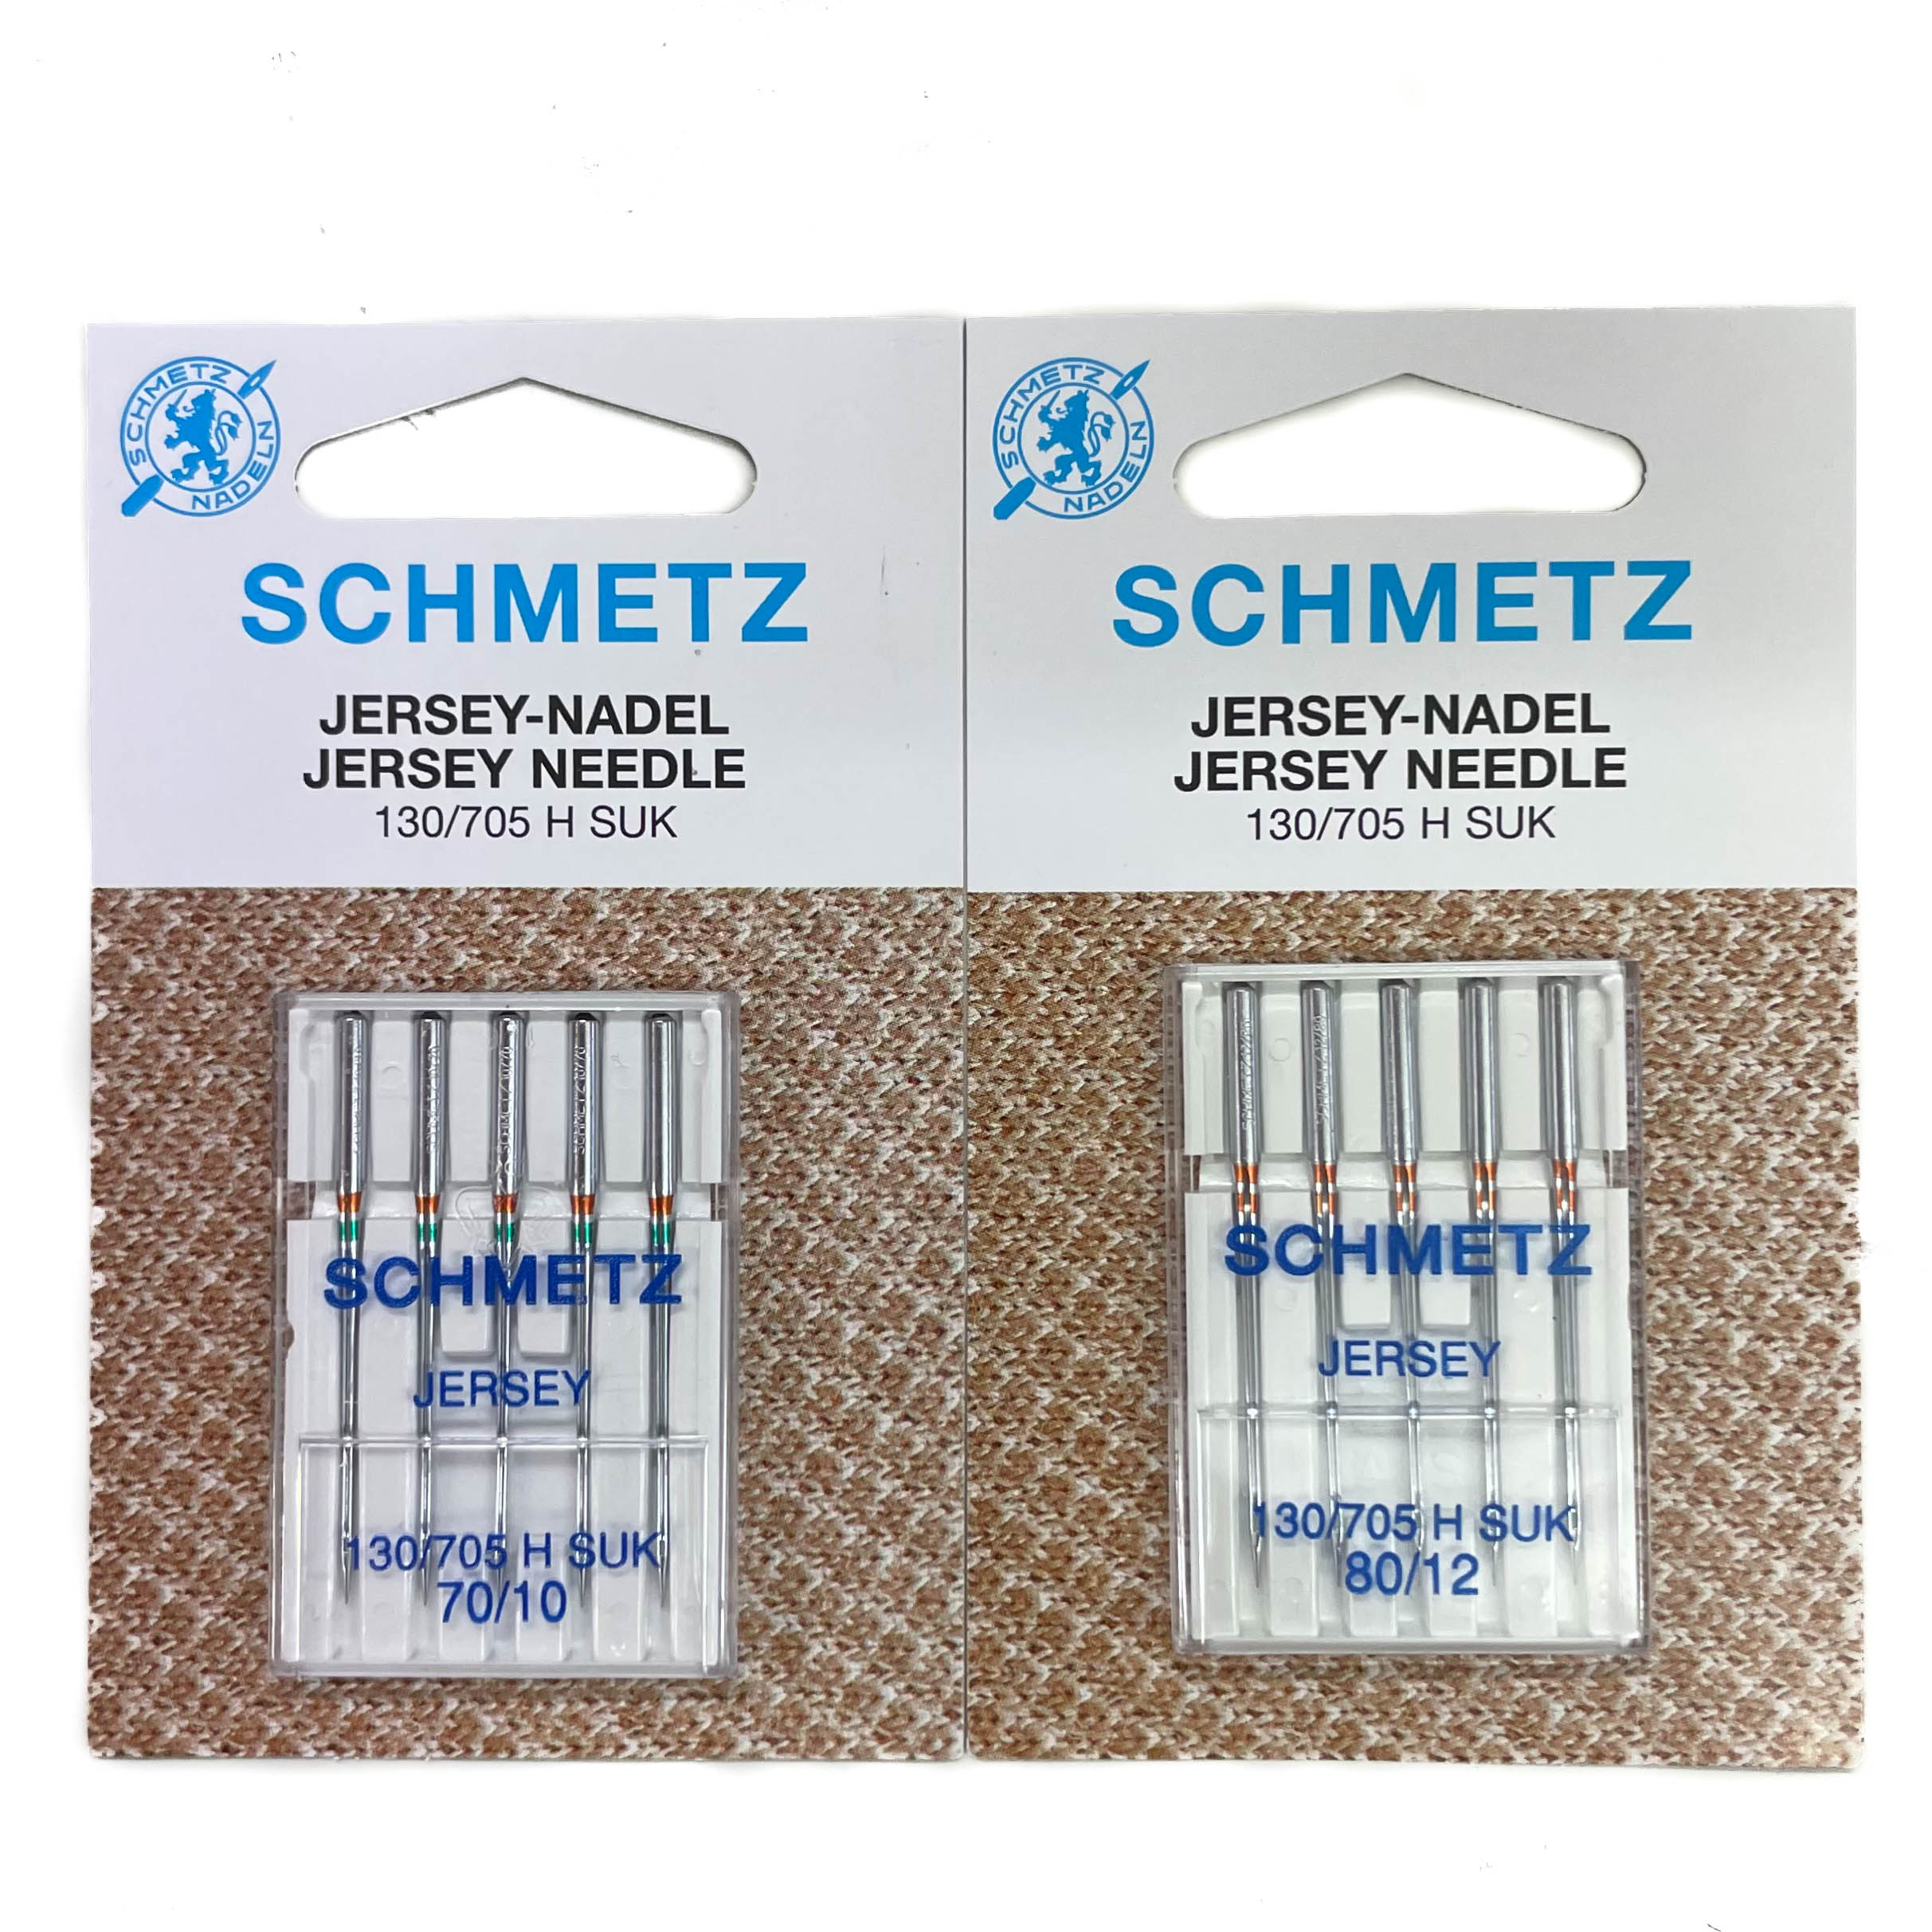 SCHMETZ
NADELN
SCHMETZ
JERSEY-NADEL
JERSEY NEEDLE
130/705 H SUK
SCHMETZ
JERSEY
130/705 H SUK
70/10
SCHMETZ
NADELN
SCHMETZ
JERSEY-NADEL
JERSEY NEEDLE
130/705 H SUK
SCHMETZ
JERSEY
130/705 H SUK
80/12